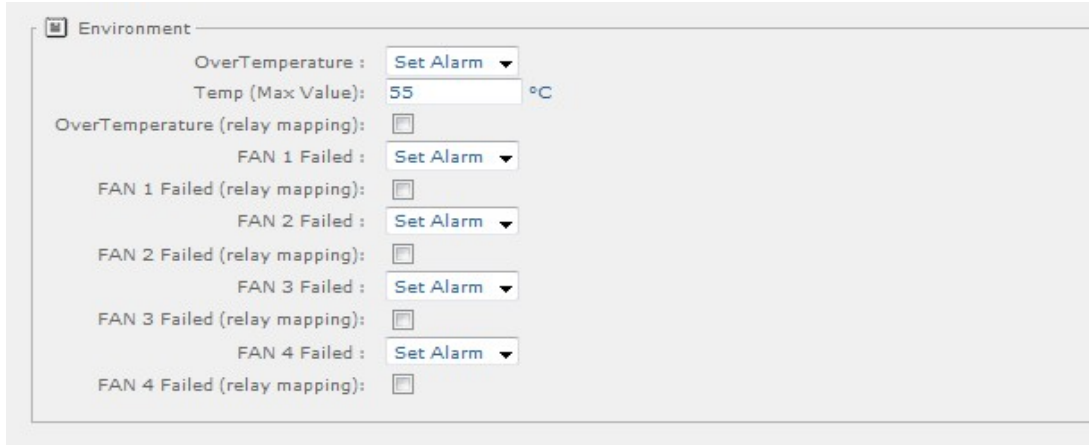 Environment
OverTemperature : Set Alarm
Temp (Max Value): 55 °C
OverTemperature (relay mapping):
FAN 1 Failed : Set Alarm
FAN 1 Failed (relay mapping):
FAN 2 Failed : Set Alarm
FAN 2 Failed (relay mapping):
FAN 3 Failed : Set Alarm
FAN 3 Failed (relay mapping):
FAN 4 Failed : Set Alarm
FAN 4 Failed (relay mapping):